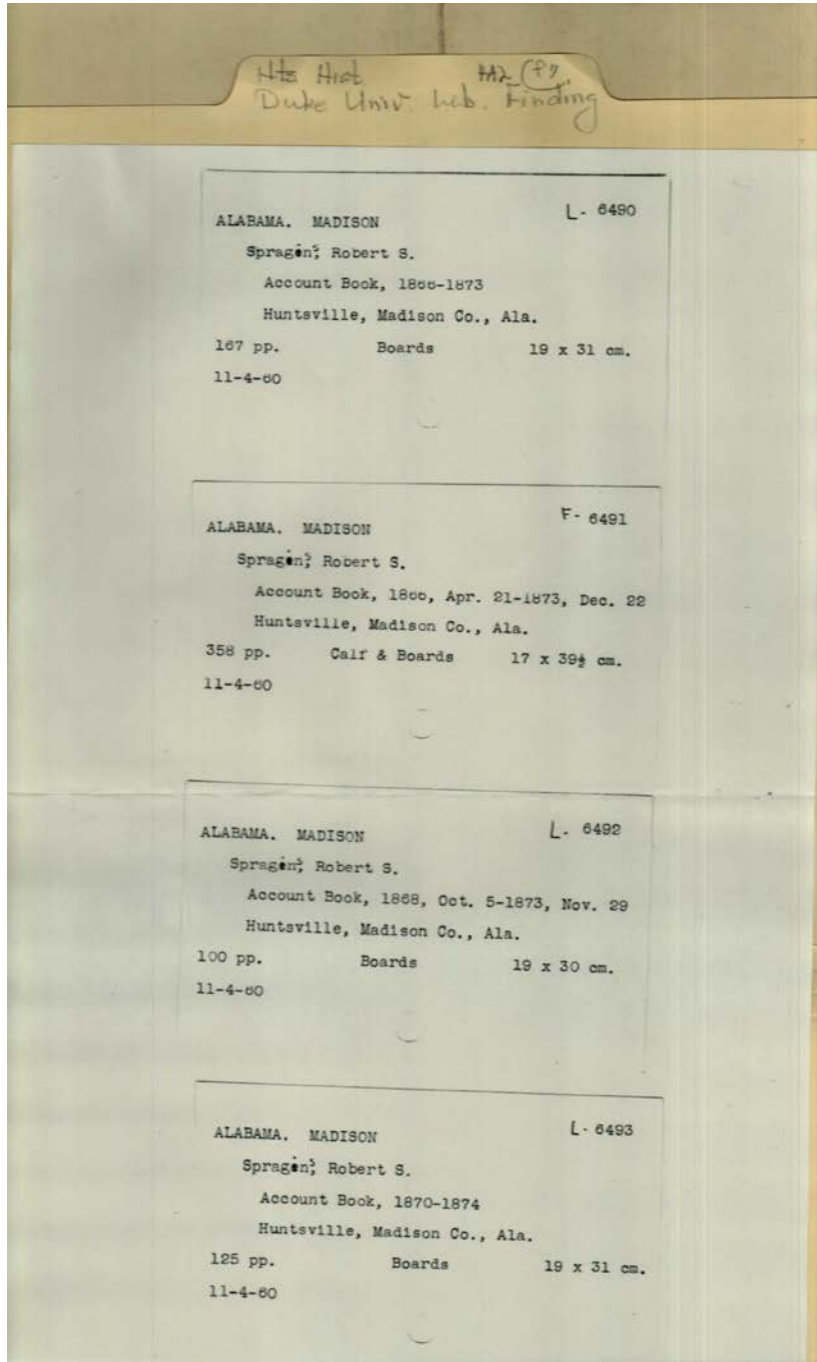 Hts Hist
Duke Univ. Lib. Finding
L- 6490
ALABAMA. MADISON
Spragins, Robert S.
Account Book, 1866-1873
Huntsville, Madison Co., Ala.
167 pp. Boards 19 x 31 cm.
11-4-60
F- 6491
ALABAMA. MADISON
Spragins, Robert S.
Account Book, 1866, Apr. 21-1873, Dec. 22
Huntsville, Madison Co., Ala.
358 pp. Calf & Boards 17 x 39½ cm.
11-4-60
L- 6492
ALABAMA. MADISON
Spragins, Robert S.
Account Book, 1868, Oct. 5-1873, Nov. 29
Huntsville, Madison Co., Ala.
100 pp. Boards 19 x 30 cm.
11-4-60
L- 6493
ALABAMA. MADISON
Spragins, Robert S.
Account Book, 1870-1874
Huntsville, Madison Co., Ala.
125 pp. Boards 19 x 31 cm.
11-4-60